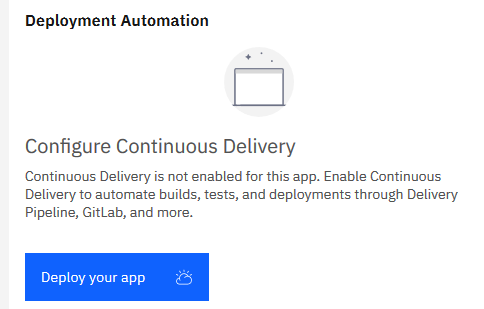 Deployment Automation
Configure Continuous Delivery
Continuous Delivery is not enabled for this app. Enable Continuous
Delivery to automate builds, tests, and deployments through Delivery
Pipeline, GitLab, and more.
Deploy your app